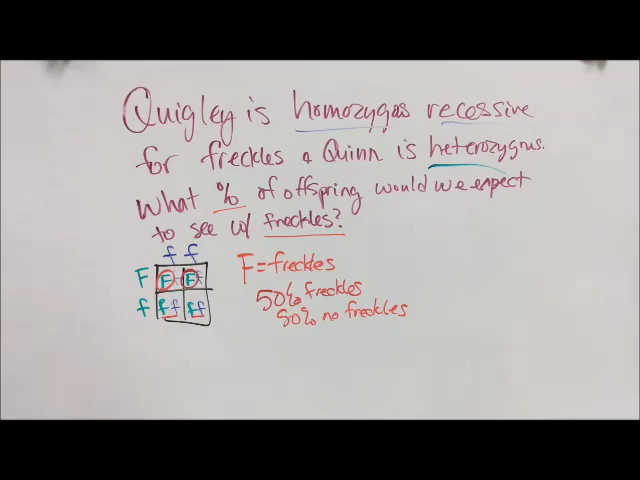 Quigley is homozygos recessive
for freckles & Quinn is heterozygous.
What % of offspring would we expect
to see w/ freckles?
f f
F Ff Ff
f ff ff
F = freckles
50% freckles
50% no freckles